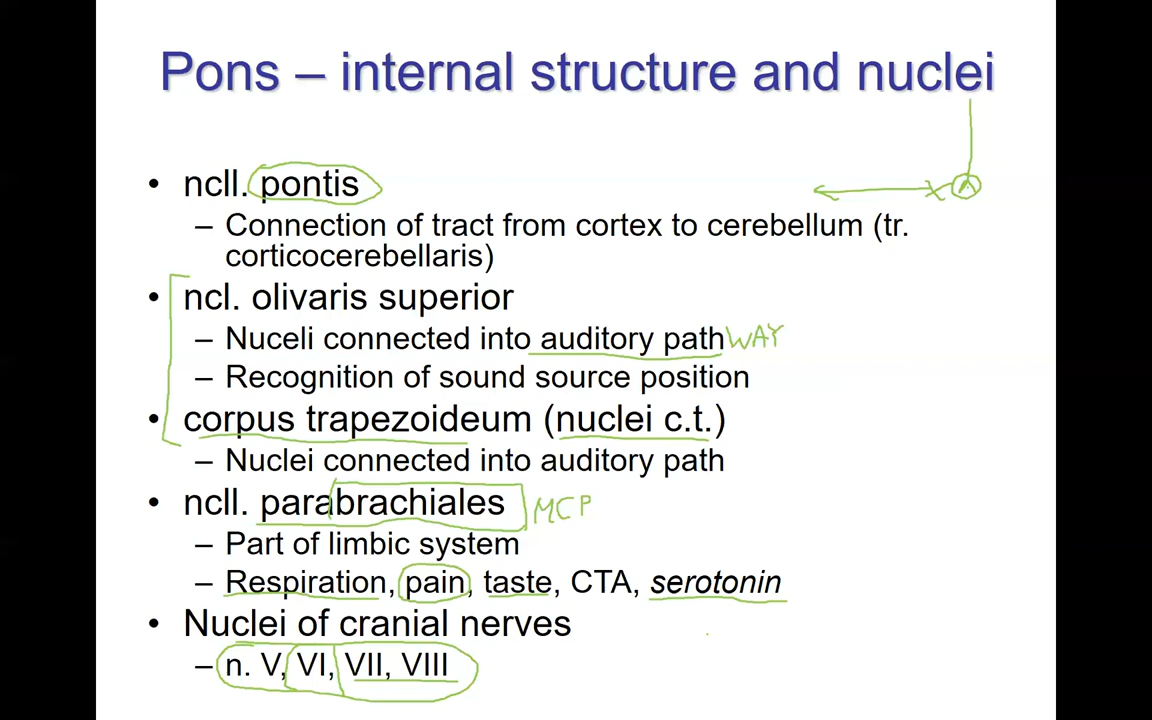 Pons – internal structure and nuclei
• ncll. pontis
– Connection of tract from cortex to cerebellum (tr.
corticocerebellaris)
• ncl. olivaris superior
– Nuceli connected into auditory path WAY
– Recognition of sound source position
• corpus trapezoideum (nuclei c.t.)
– Nuclei connected into auditory path
• ncll. parabrachiales MCP
– Part of limbic system
– Respiration, pain, taste, CTA, serotonin
• Nuclei of cranial nerves
– n. V, VI, VII, VIII